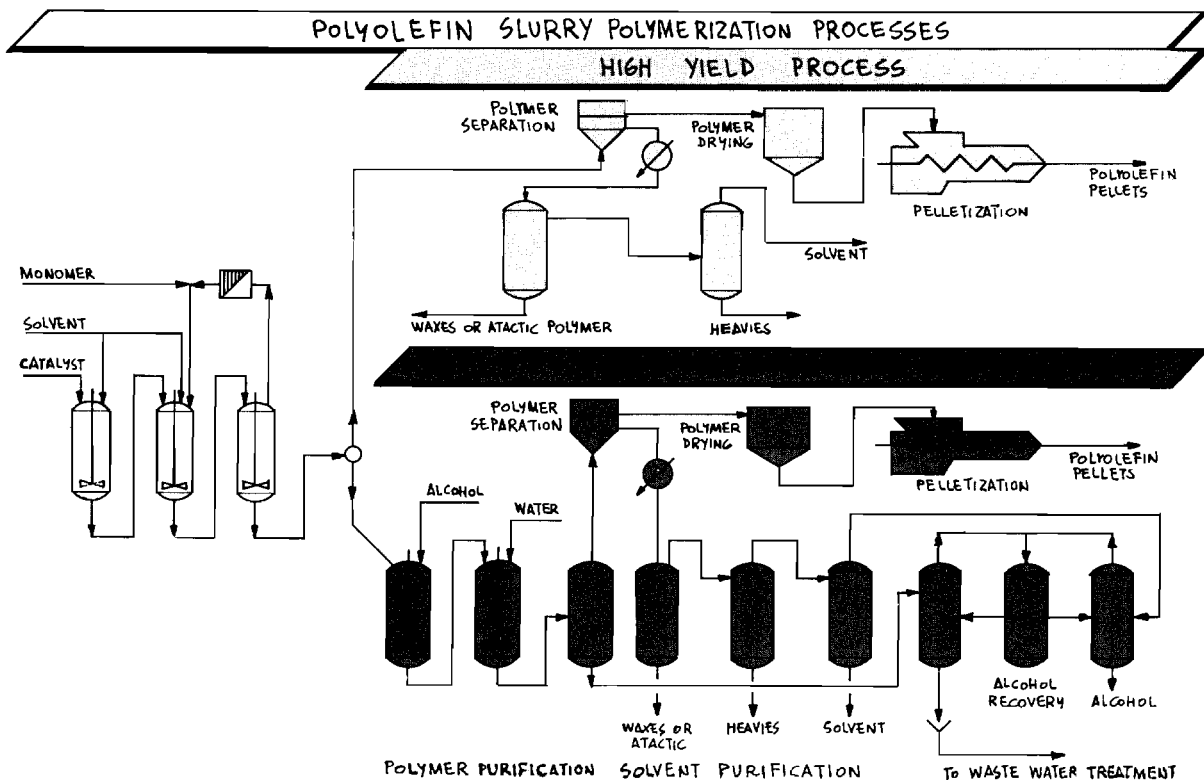 POLYOLEFIN SLURRY POLYMERIZATION PROCESSES
HIGH YIELD PROCESS
POLYMER
SEPARATION
POLYMER
DRYING
POLYOLEFIN
PELLETS
PELLETIZATION
SOLVENT
MONOMER
WAXES OR ATACTIC POLYMER
HEAVIES
SOLVENT
CATALYST
POLYMER
SEPARATION
POLYMER
DRYING
POLYOLEFIN
PELLETS
PELLETIZATION
ALCOHOL
WATER
ALCOHOL
RECOVERY
ALCOHOL
WAXES OR
ATACTIC
HEAVIES
SOLVENT
POLYMER PURIFICATION
SOLVENT PURIFICATION
TO WASTE WATER TREATMENT